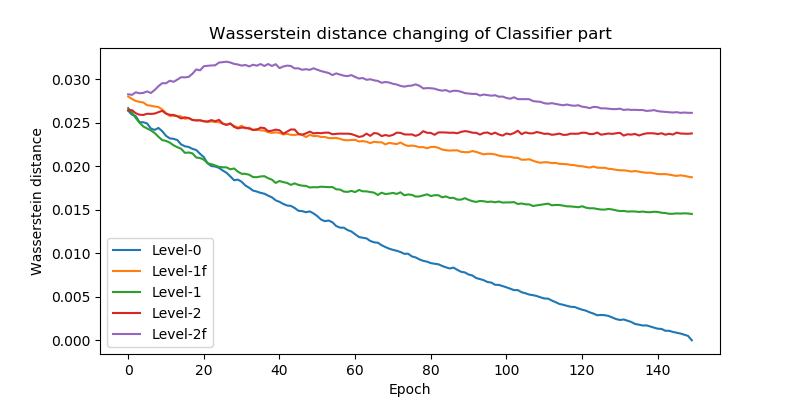 Wasserstein distance changing of Classifier part
Wasserstein distance
0.030
0.025
0.020
0.015
0.010
0.005
0.000
Level-0
Level-1f
Level-1
Level-2
Level-2f
0 20 40 60 80 100 120 140
Epoch